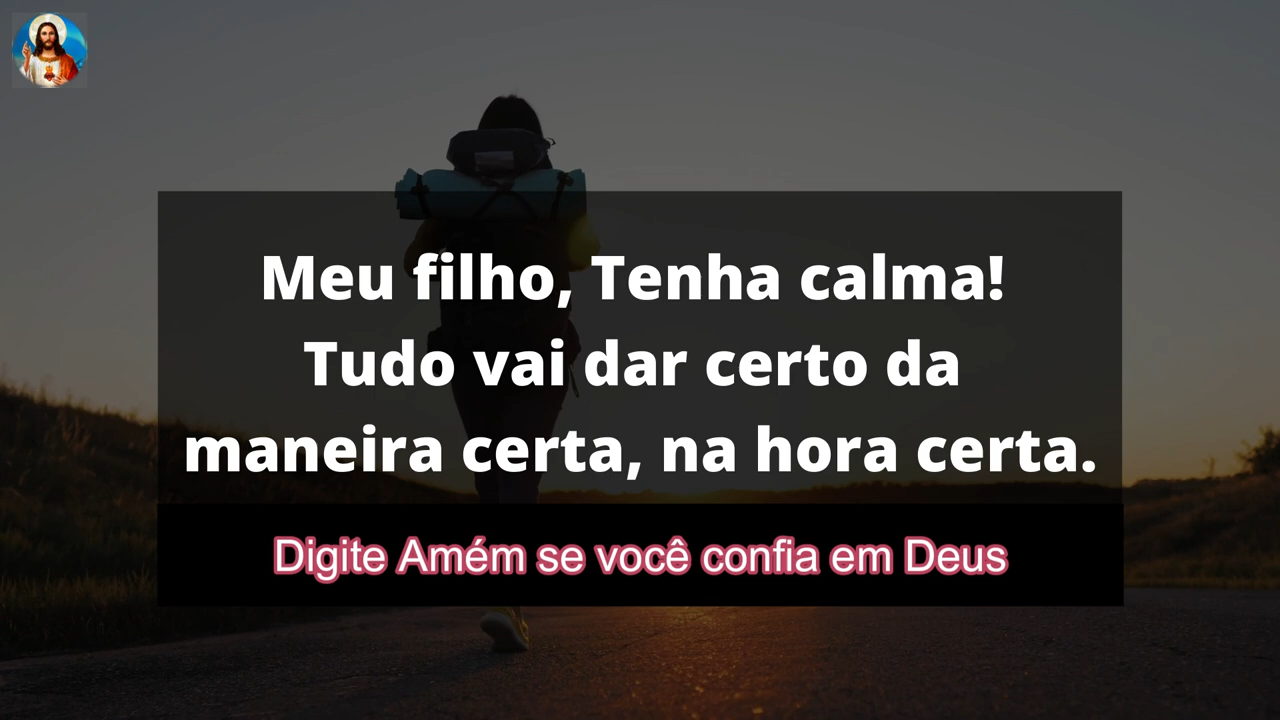 Meu filho, Tenha calma!
Tudo vai dar certo da
maneira certa, na hora certa.
Digite Amém se você confia em Deus